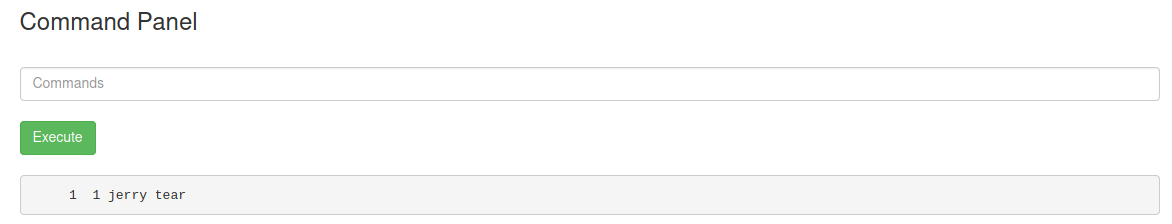 Command Panel
Commands
Execute
1  1 jerry tear